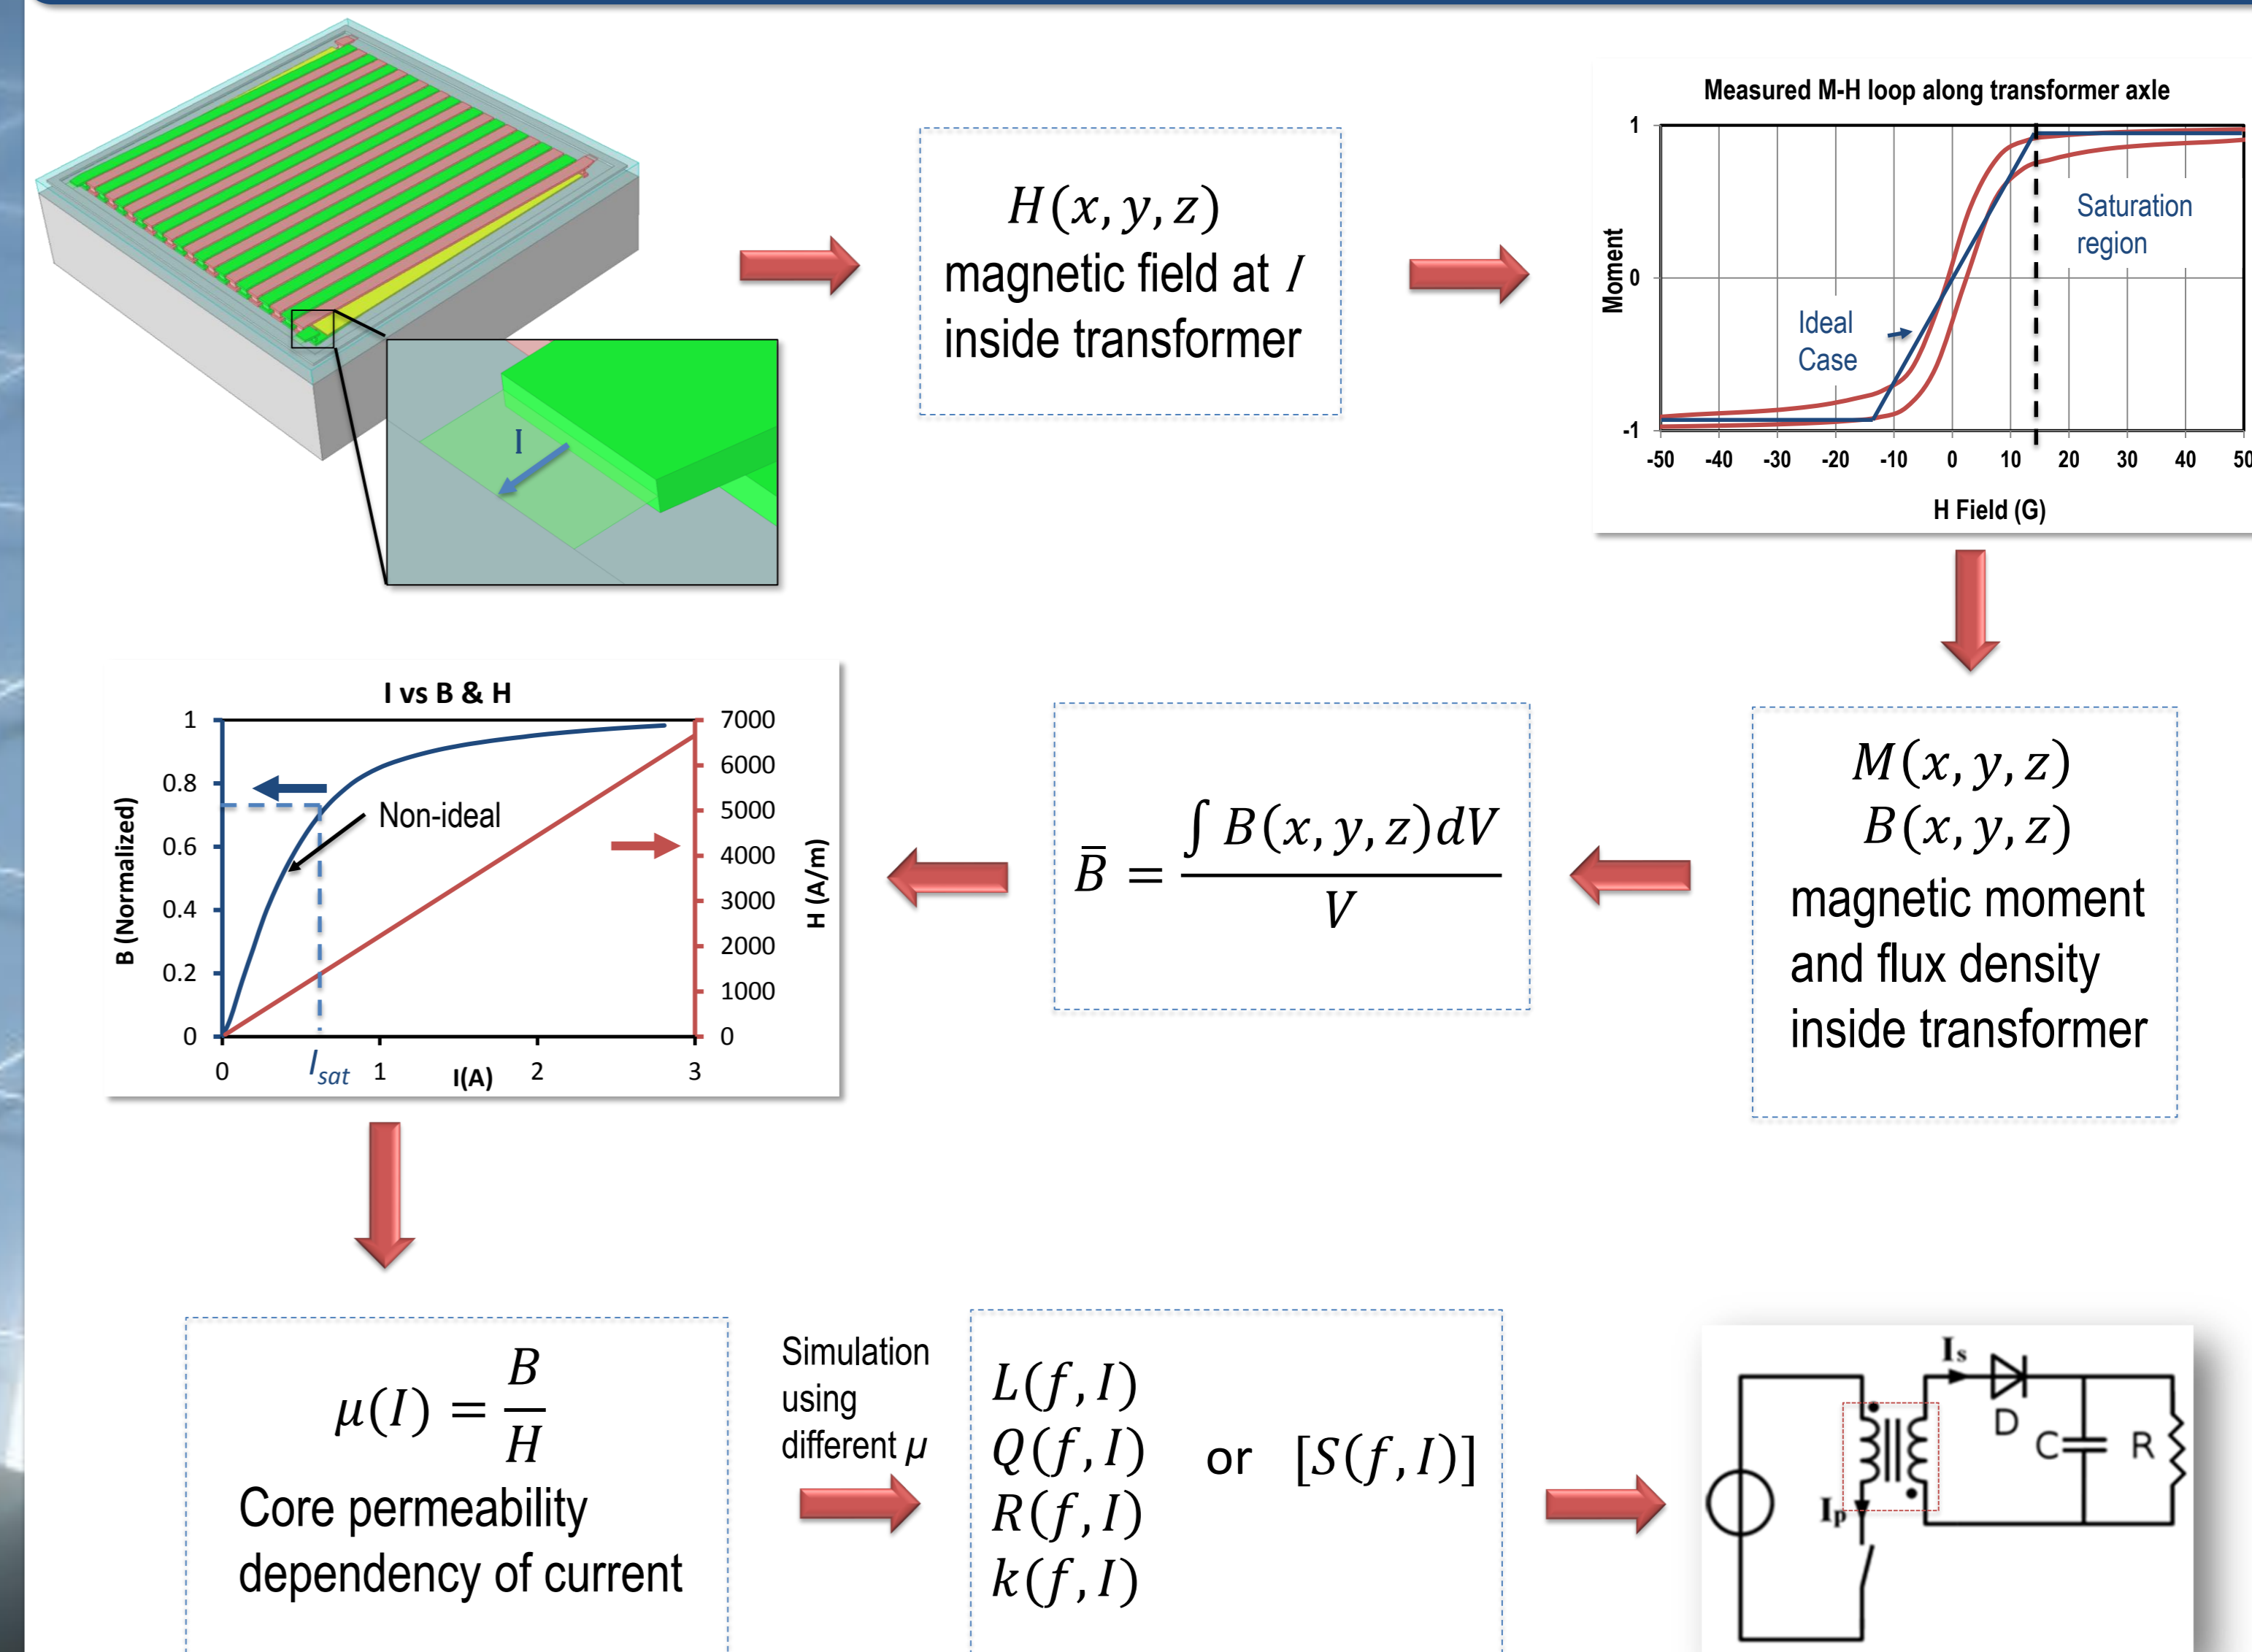 I
H(x, y, z)
magnetic field at I
inside transformer
Measured M-H loop along transformer axle
1
0
-1
Moment
Saturation
region
Ideal
Case
-50 -40 -30 -20 -10 0 10 20 30 40 50
H Field (G)
I vs B & H
1
0.8
0.6
0.4
0.2
0
B (Normalized)
Non-ideal
7000
6000
5000
4000
3000
2000
1000
0
H (A/m)
0 I_sat 1 I(A) 2 3
B̄ = ∫ B(x, y, z)dV / V
M(x, y, z)
B(x, y, z)
magnetic moment
and flux density
inside transformer
μ(I) = B / H
Core permeability
dependency of current
Simulation
using
different μ
L(f, I)
Q(f, I) or [S(f, I)]
R(f, I)
k(f, I)
Is
D
C
R
Ip